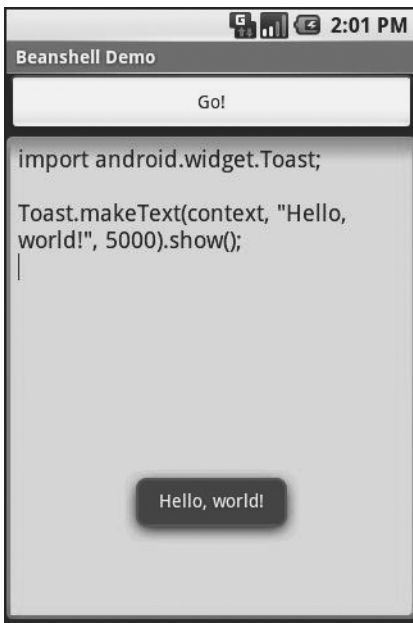 2:01 PM
Beanshell Demo
Go!
import android.widget.Toast;
Toast.makeText(context, "Hello,
world!", 5000).show();
Hello, world!